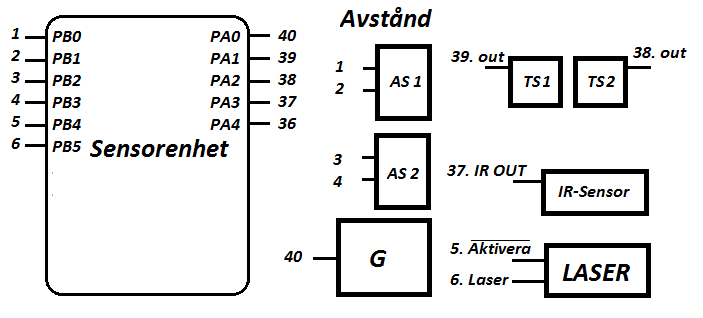 Avstånd
1 PB0 PA0 40
2 PB1 PA1 39
3 PB2 PA2 38
4 PB3 PA3 37
5 PB4 PA4 36
6 PB5
Sensorenhet
1
2
AS 1
3
4
AS 2
40
G
39. out
TS1
38. out
TS2
37. IR OUT
IR-Sensor
5. Aktivera
6. Laser
LASER